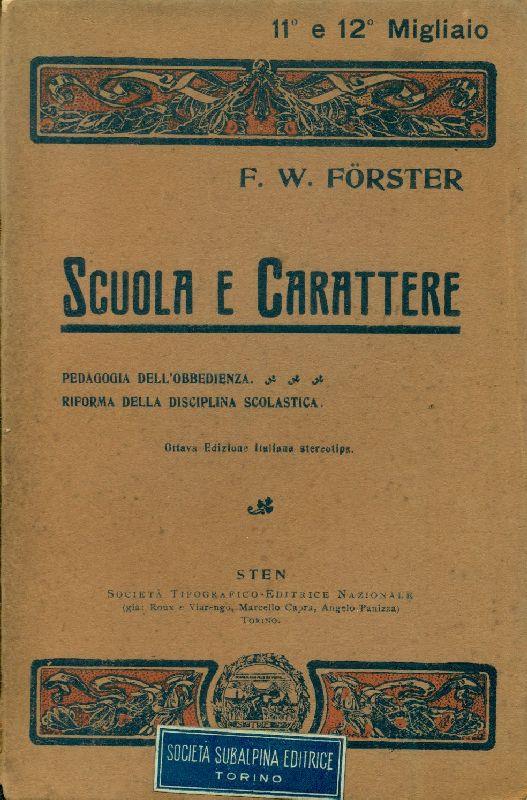 11° e 12° Migliaio
F. W. FÖRSTER
SCUOLA E CARATTERE
PEDAGOGIA DELL'OBBEDIENZA.
RIFORMA DELLA DISCIPLINA SCOLASTICA.
Ottava Edizione Italiana stereotipa.
STEN
SOCIETÀ TIPOGRAFICO-EDITRICE NAZIONALE
(già: Roux e Viarengo, Marcello Capra, Angelo Panizza)
TORINO.
SOCIETÀ SUBALPINA EDITRICE
TORINO